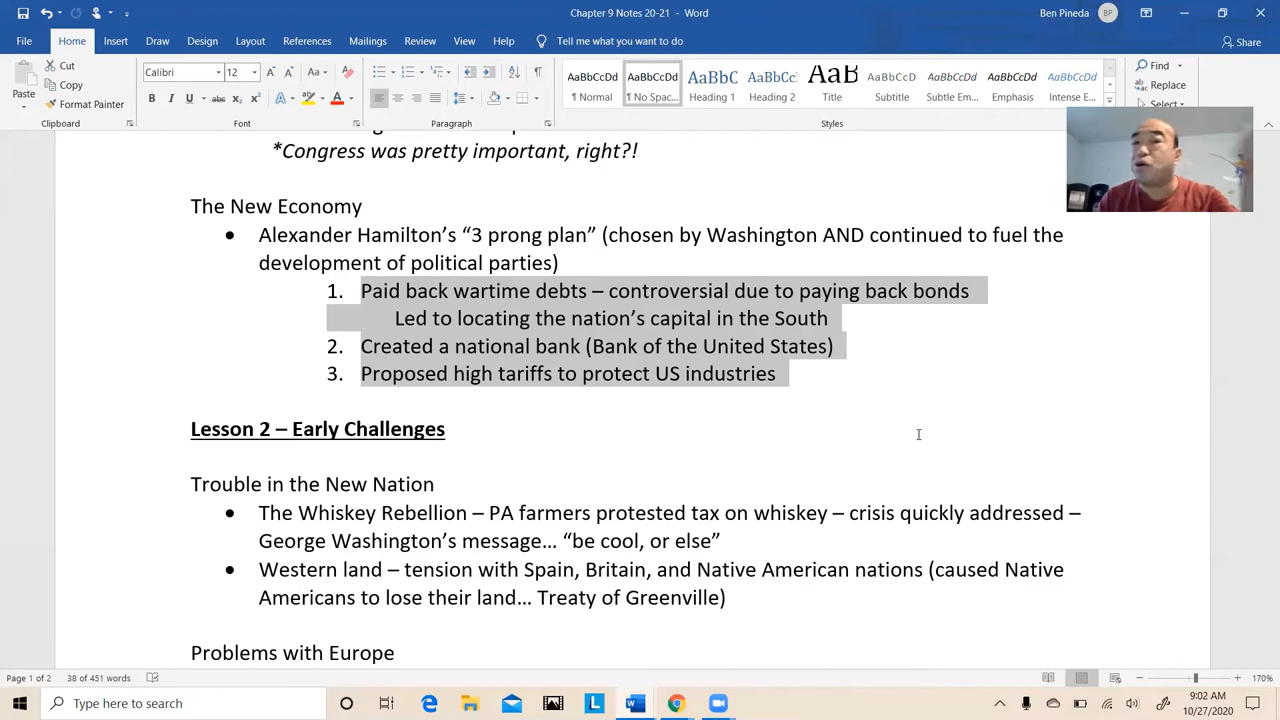 Chapter 9 Notes 20-21 - Word
Ben Pineda BP
File Home Insert Draw Design Layout References Mailings Review View Help Tell me what you want to do Share
Paste
Cut
Copy
Format Painter
Clipboard
Calibri 12
Font
Paragraph
AaBbCcDd AaBbCcDd AaBbC AaBbCc AaB AaBbCcD AaBbCcDd AaBbCcDd AaBbCcDd
¶ Normal ¶ No Spac... Heading 1 Heading 2 Title Subtitle Subtle Em... Emphasis Intense E...
Styles
Find
Replace
Select
*Congress was pretty important, right?!
The New Economy
• Alexander Hamilton’s “3 prong plan” (chosen by Washington AND continued to fuel the
development of political parties)
1. Paid back wartime debts – controversial due to paying back bonds
Led to locating the nation’s capital in the South
2. Created a national bank (Bank of the United States)
3. Proposed high tariffs to protect US industries
Lesson 2 – Early Challenges
Trouble in the New Nation
• The Whiskey Rebellion – PA farmers protested tax on whiskey – crisis quickly addressed –
George Washington’s message… “be cool, or else”
• Western land – tension with Spain, Britain, and Native American nations (caused Native
Americans to lose their land… Treaty of Greenville)
Problems with Europe
Page 1 of 2 38 of 451 words 170%
Type here to search
9:02 AM
10/27/2020